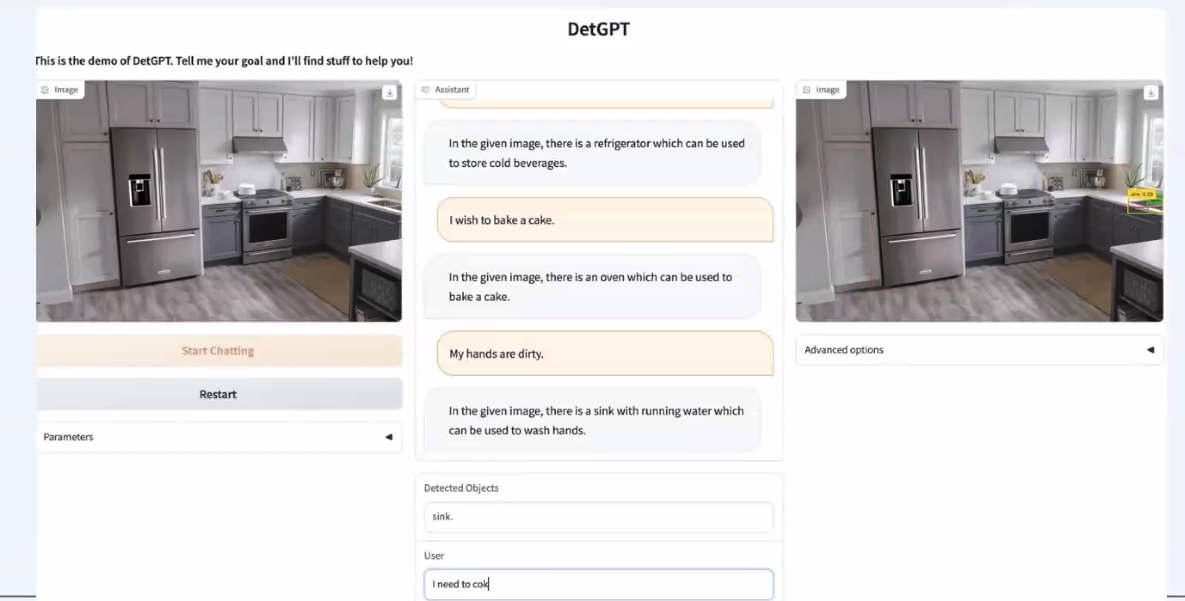 DetGPT
This is the demo of DetGPT. Tell me your goal and I'll find stuff to help you!
Image
Start Chatting
Restart
Parameters
Assistant
In the given image, there is a refrigerator which can be used
to store cold beverages.
I wish to bake a cake.
In the given image, there is an oven which can be used to
bake a cake.
My hands are dirty.
In the given image, there is a sink with running water which
can be used to wash hands.
Detected Objects
sink.
User
I need to cok
Image
Advanced options